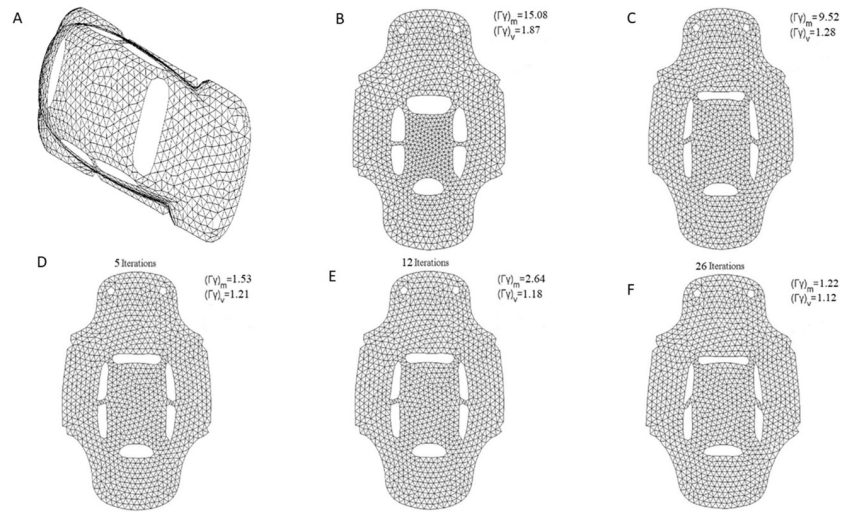 A
B
(Γγ)m=15.08
(Γγ)v=1.87
C
(Γγ)m=9.52
(Γγ)v=1.28
D
5 Iterations
(Γγ)m=1.53
(Γγ)v=1.21
E
12 Iterations
(Γγ)m=2.64
(Γγ)v=1.18
F
26 Iterations
(Γγ)m=1.22
(Γγ)v=1.12